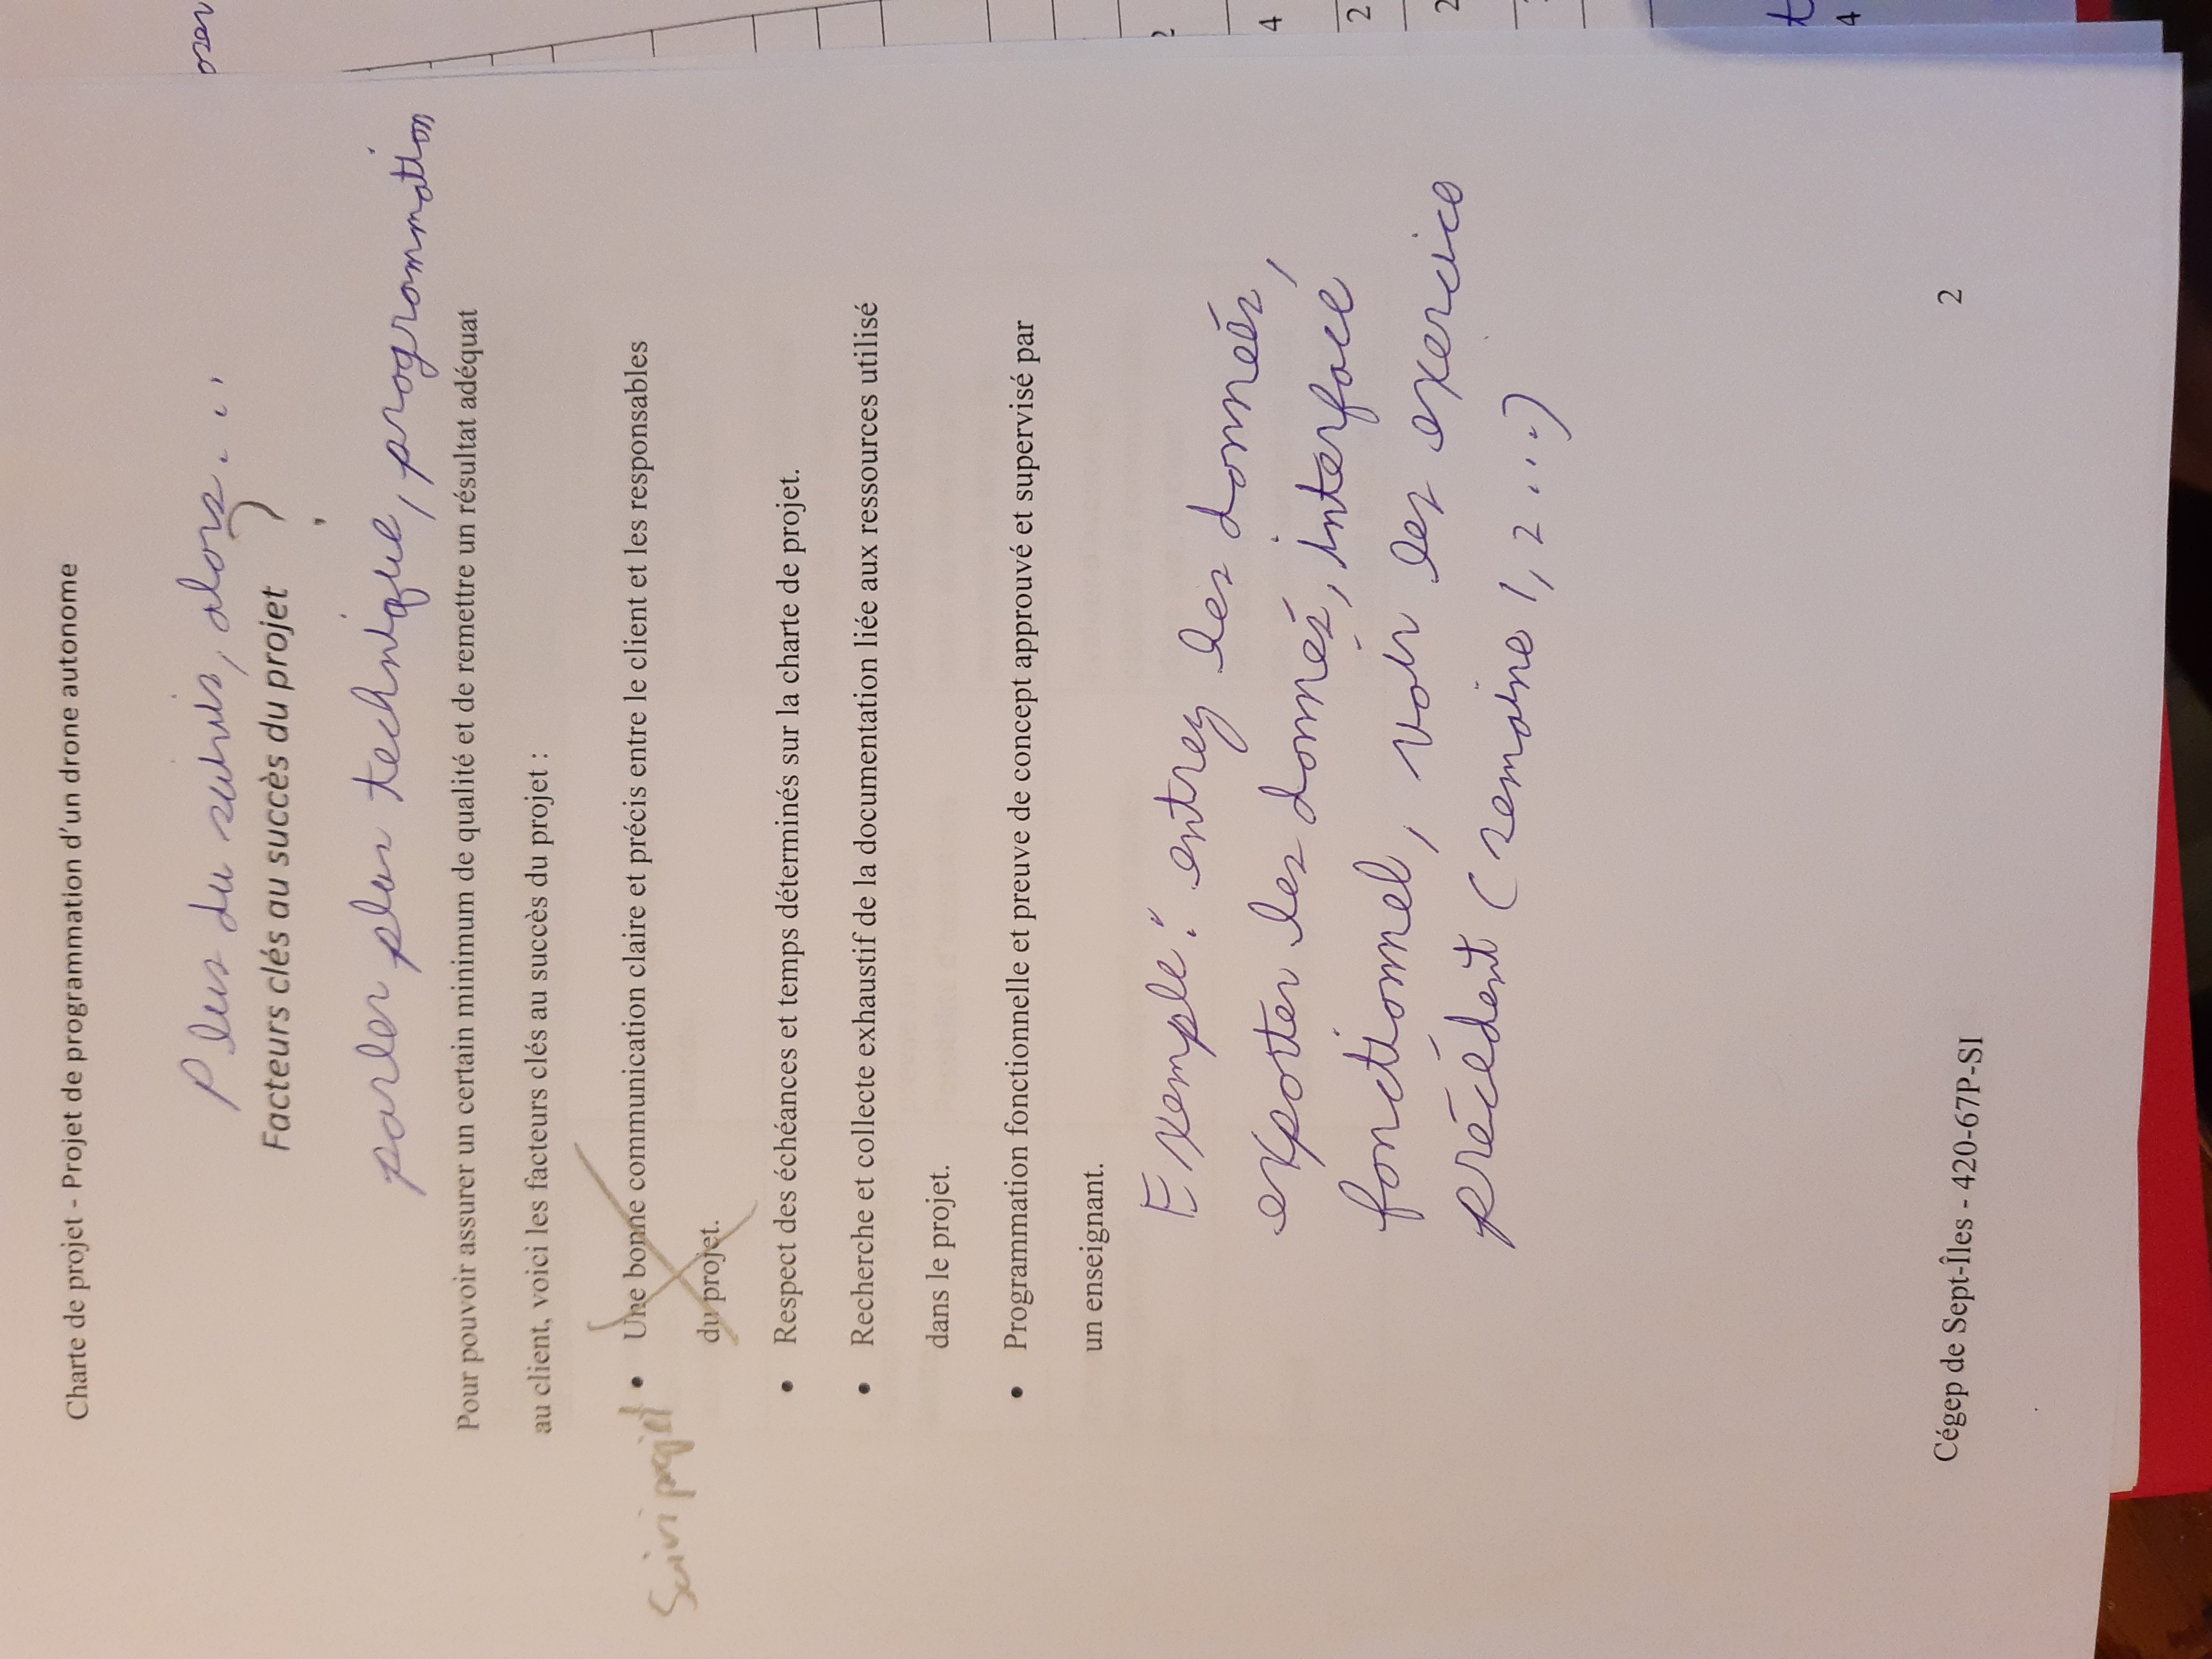 Charte de projet - Projet de programmation d'un drone autonome
Plus du suivis, alors...
Facteurs clés au succès du projet ?
parler plus technique, programmation
Pour pouvoir assurer un certain minimum de qualité et de remettre un résultat adéquat
au client, voici les facteurs clés au succès du projet :
Suivi projet
• Une bonne communication claire et précis entre le client et les responsables
du projet.
• Respect des échéances et temps déterminés sur la charte de projet.
• Recherche et collecte exhaustif de la documentation liée aux ressources utilisé
dans le projet.
• Programmation fonctionnelle et preuve de concept approuvé et supervisé par
un enseignant.
Exemple : entrez les données,
exporter les donnés, interface
fonctionnel, voir les exercice
précédent (semaine 1, 2 ...)
Cégep de Sept-Îles - 420-67P-SI
2
2
4
2
2
t
4